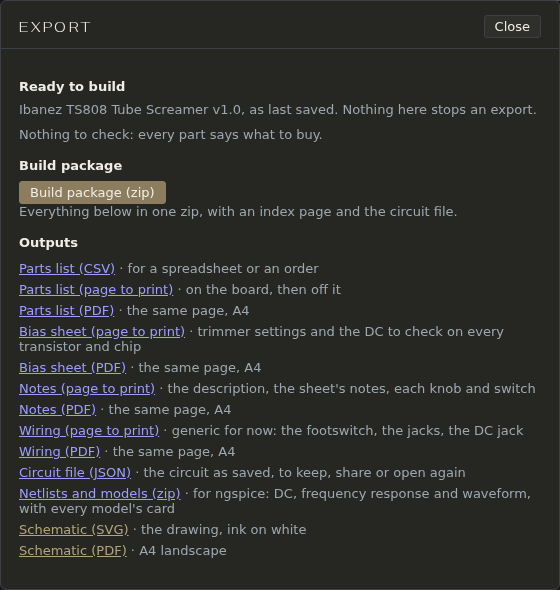 EXPORT
Close
Ready to build
Ibanez TS808 Tube Screamer v1.0, as last saved. Nothing here stops an export.
Nothing to check: every part says what to buy.
Build package
Build package (zip)
Everything below in one zip, with an index page and the circuit file.
Outputs
Parts list (CSV) · for a spreadsheet or an order
Parts list (page to print) · on the board, then off it
Parts list (PDF) · the same page, A4
Bias sheet (page to print) · trimmer settings and the DC to check on every
transistor and chip
Bias sheet (PDF) · the same page, A4
Notes (page to print) · the description, the sheet's notes, each knob and switch
Notes (PDF) · the same page, A4
Wiring (page to print) · generic for now: the footswitch, the jacks, the DC jack
Wiring (PDF) · the same page, A4
Circuit file (JSON) · the circuit as saved, to keep, share or open again
Netlists and models (zip) · for ngspice: DC, frequency response and waveform,
with every model's card
Schematic (SVG) · the drawing, ink on white
Schematic (PDF) · A4 landscape